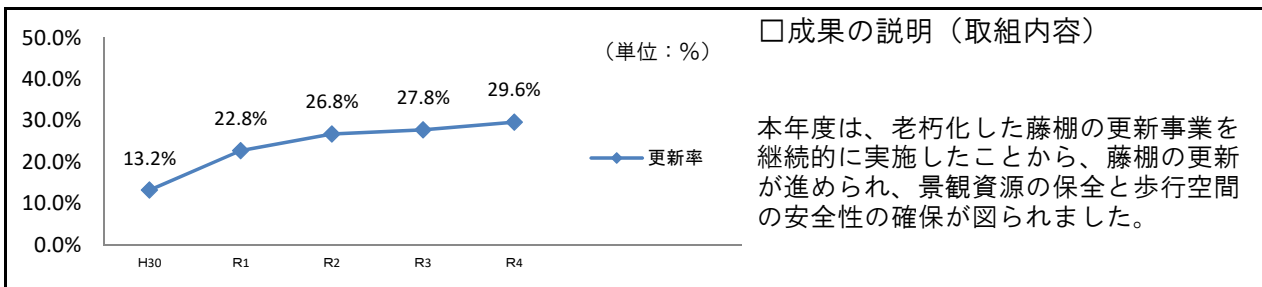 50.0%
40.0%
30.0%
20.0%
10.0%
0.0%
(単位:%)
13.2%
22.8%
26.8%
27.8%
29.6%
更新率
H30
R1
R2
R3
R4
□成果の説明(取組内容)
本年度は、老朽化した藤棚の更新事業を
継続的に実施したことから、藤棚の更新
が進められ、景観資源の保全と歩行空間
の安全性の確保が図られました。